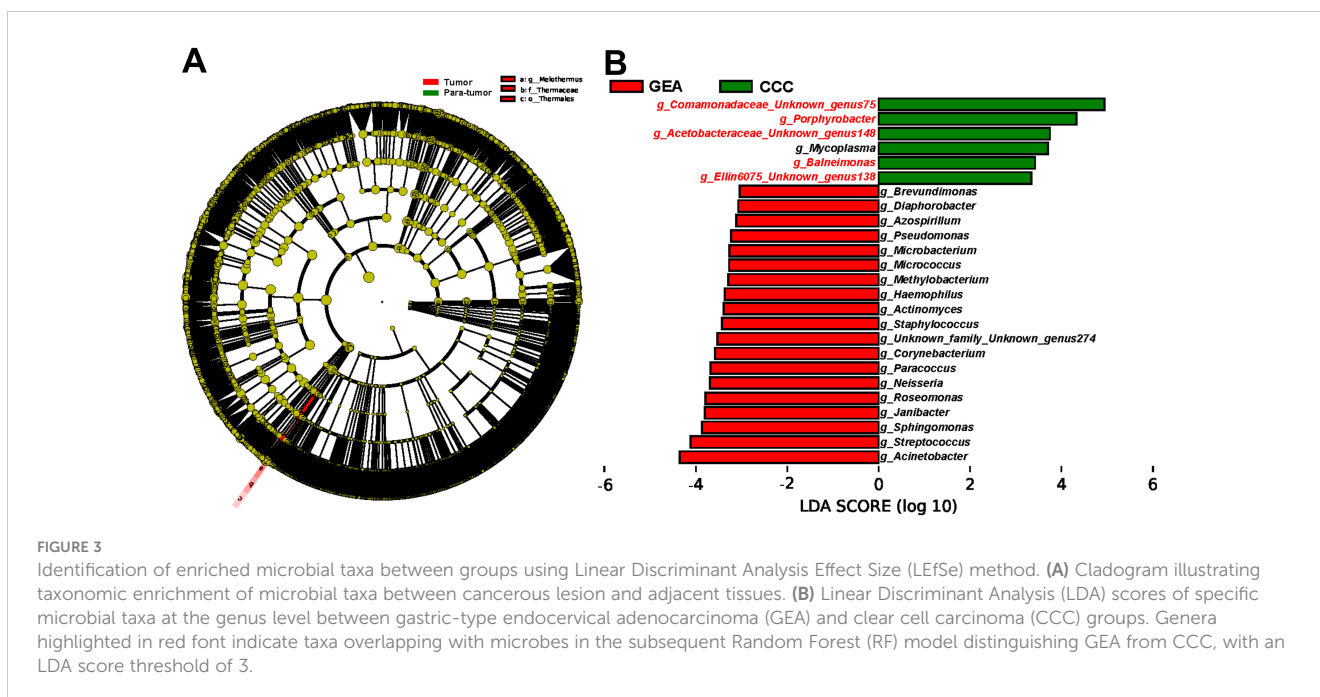 A
Tumor
Para-tumor
a: g__Meiothermus
b: f__Thermaceae
c: o__Thermales
B
GEA
CCC
g_Comamonadaceae_Unknown_genus75
g_Porphyrobacter
g_Acetobacteraceae_Unknown_genus148
g_Mycoplasma
g_Balneimonas
g_Ellin6075_Unknown_genus138
g_Brevundimonas
g_Diaphorobacter
g_Azospirillum
g_Pseudomonas
g_Microbacterium
g_Micrococcus
g_Methylobacterium
g_Haemophilus
g_Actinomyces
g_Staphylococcus
g_Unknown_family_Unknown_genus274
g_Corynebacterium
g_Paracoccus
g_Neisseria
g_Roseomonas
g_Janibacter
g_Sphingomonas
g_Streptococcus
g_Acinetobacter
-6 -4 -2 0 2 4 6
LDA SCORE (log 10)
FIGURE 3
Identification of enriched microbial taxa between groups using Linear Discriminant Analysis Effect Size (LEfSe) method. (A) Cladogram illustrating
taxonomic enrichment of microbial taxa between cancerous lesion and adjacent tissues. (B) Linear Discriminant Analysis (LDA) scores of specific
microbial taxa at the genus level between gastric-type endocervical adenocarcinoma (GEA) and clear cell carcinoma (CCC) groups. Genera
highlighted in red font indicate taxa overlapping with microbes in the subsequent Random Forest (RF) model distinguishing GEA from CCC, with an
LDA score threshold of 3.